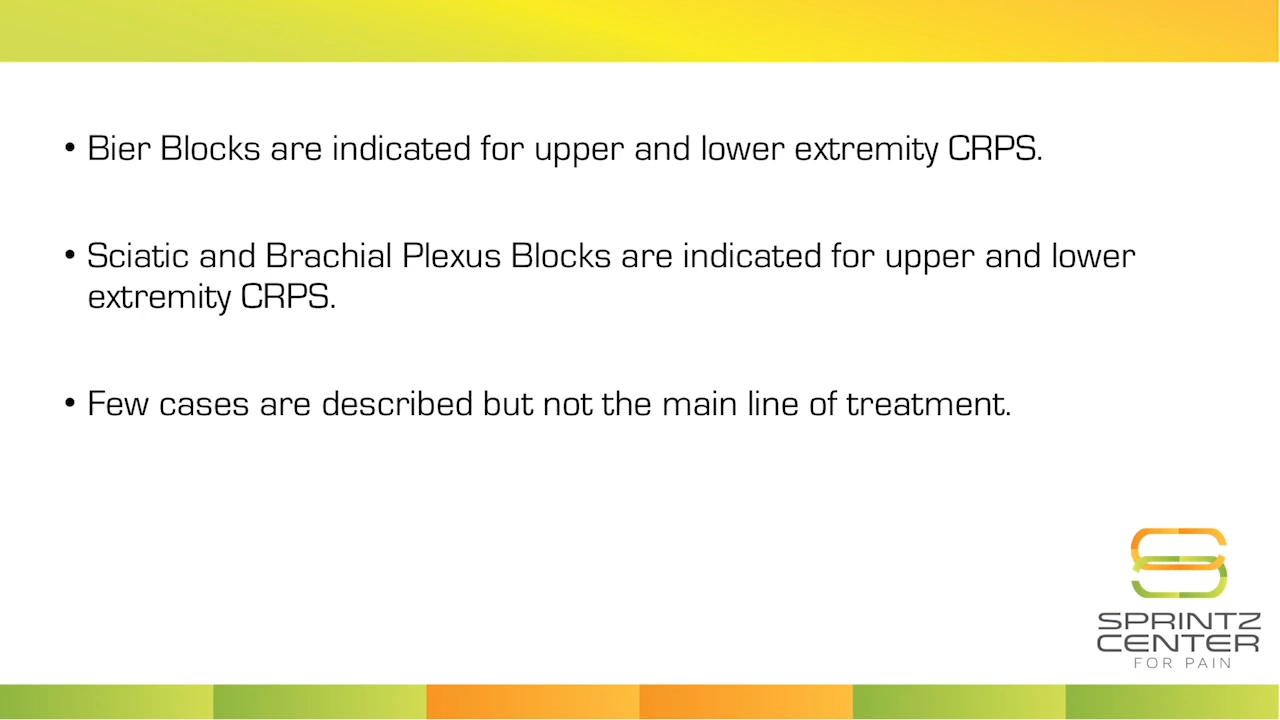 • Bier Blocks are indicated for upper and lower extremity CRPS.
• Sciatic and Brachial Plexus Blocks are indicated for upper and lower
extremity CRPS.
• Few cases are described but not the main line of treatment.
SPRINTZ
CENTER
FOR PAIN